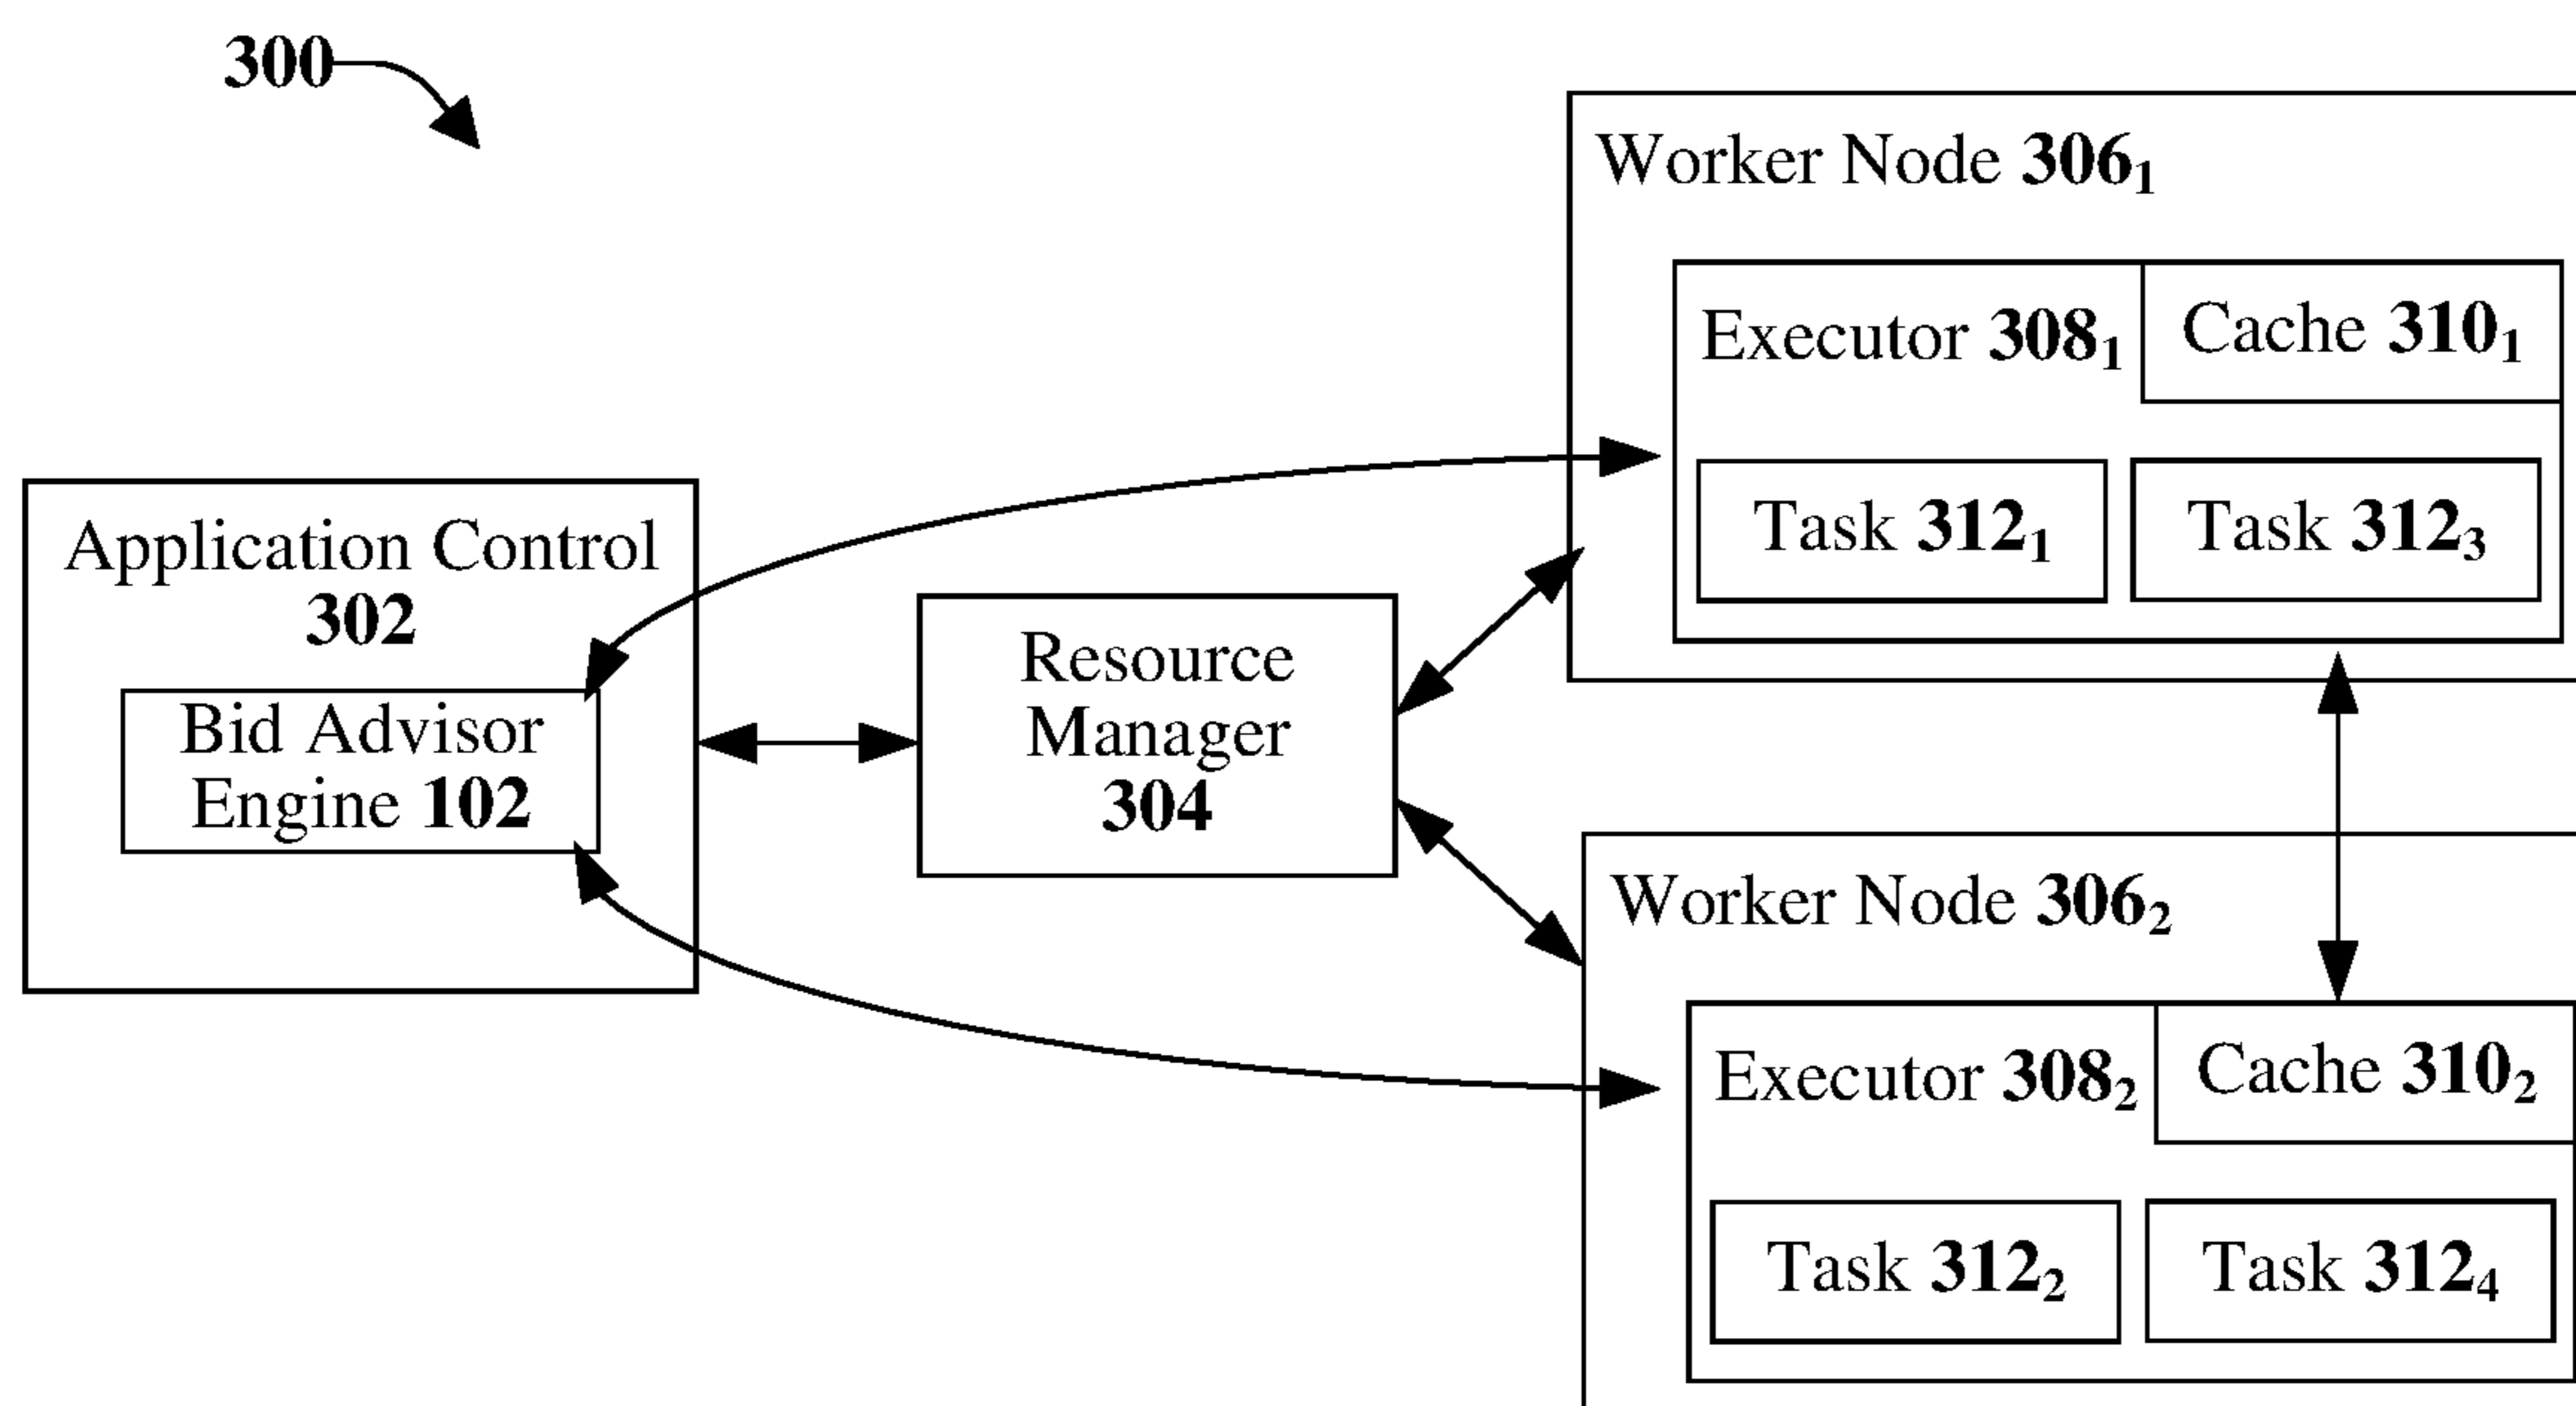 300
Worker Node 306₁
Executor 308₁
Cache 310₁
Task 312₁
Task 312₃
Application Control
302
Bid Advisor
Engine 102
Resource
Manager
304
Worker Node 306₂
Executor 308₂
Cache 310₂
Task 312₂
Task 312₄